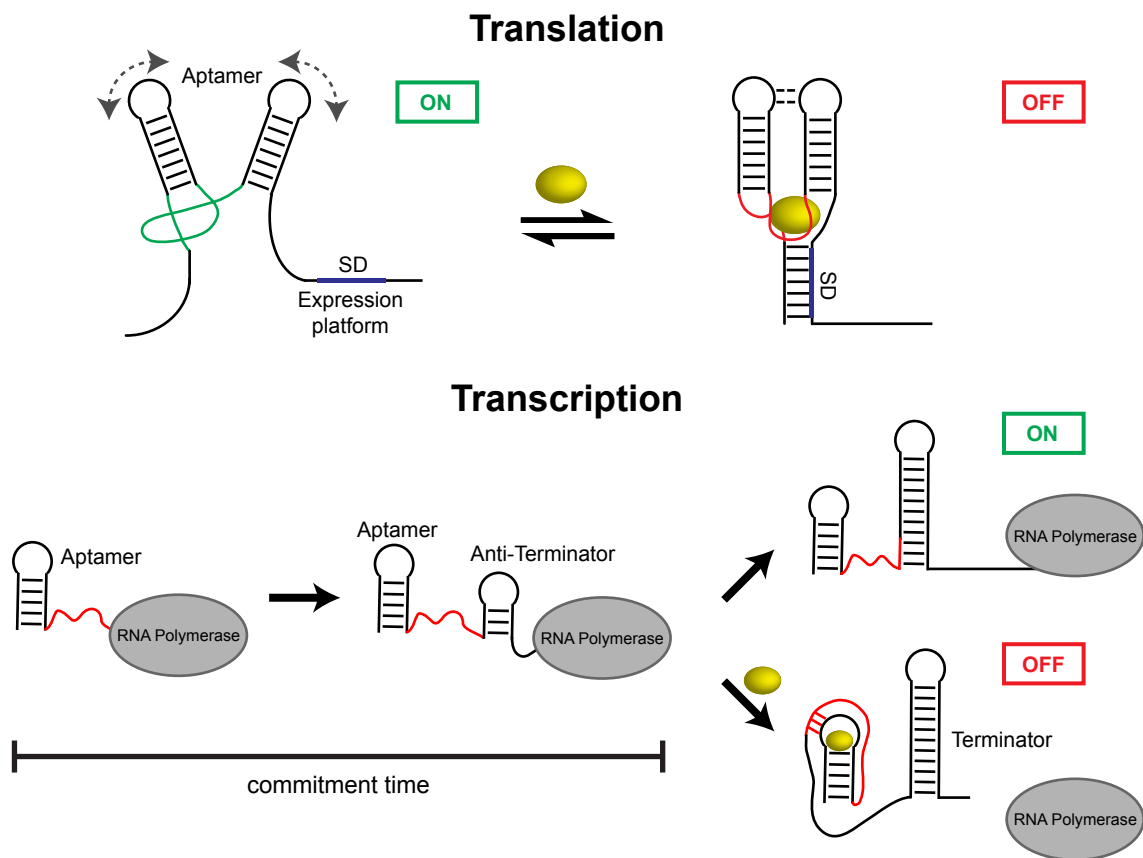 Translation
Aptamer
ON
OFF
SD
Expression
platform
SD
Transcription
ON
Aptamer
RNA Polymerase
Aptamer
Anti-Terminator
RNA Polymerase
RNA Polymerase
OFF
Terminator
RNA Polymerase
commitment time